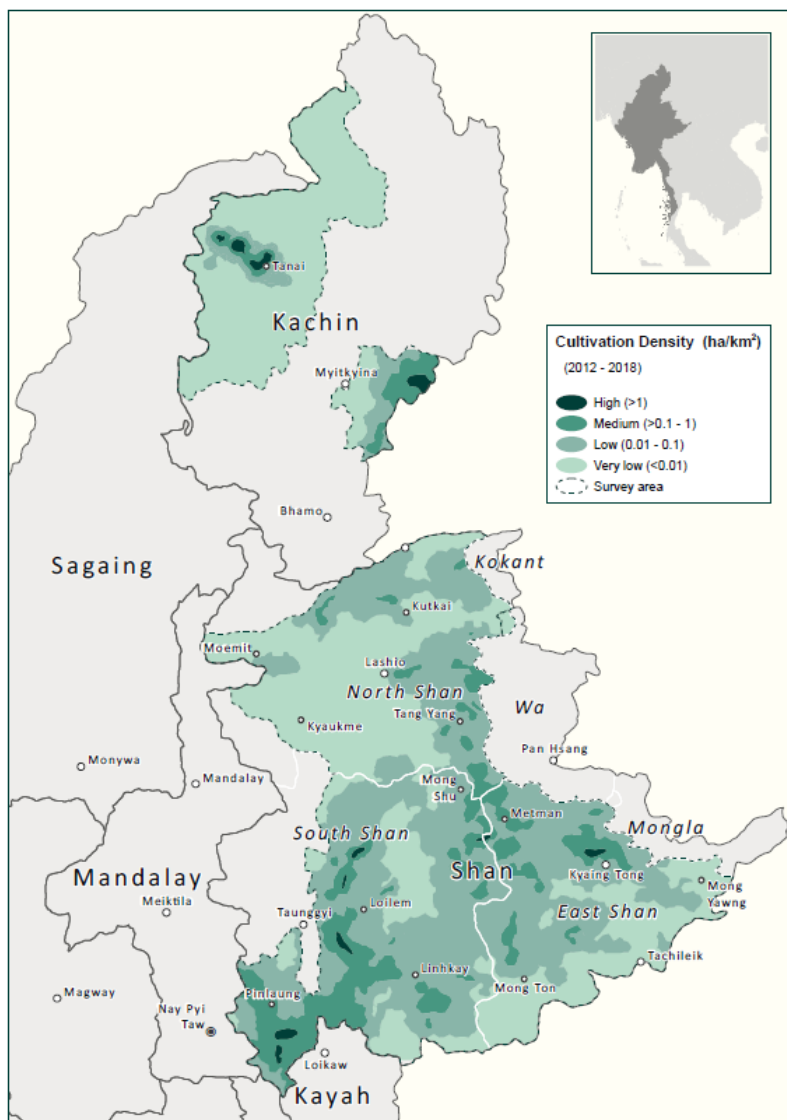 Cultivation Density (ha/km²)
(2012 - 2018)
High (>1)
Medium (>0.1 - 1)
Low (0.01 - 0.1)
Very low (<0.01)
Survey area
Tanai
Kachin
Myitkyina
Bhamo
Sagaing
Kokant
Kutkai
Moemit
Lashio
North Shan
Wa
Tang Yang
Kyaukme
Pan Hsang
Monywa
Mandalay
Mong
Shu
Metman
Mongla
South Shan
Shan
Kyaing Tong
Mandalay
Mong
Yawng
Meiktila
Loilem
East Shan
Taunggyi
Tachileik
Linhkay
Mong Ton
Magway
Pinlaung
Nay Pyi
Taw
Loikaw
Kayah